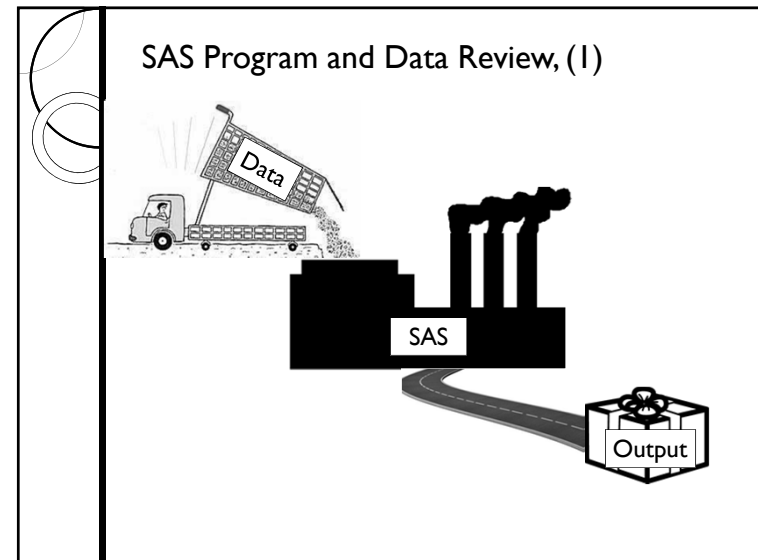 SAS Program and Data Review, (1)
Data
SAS
Output